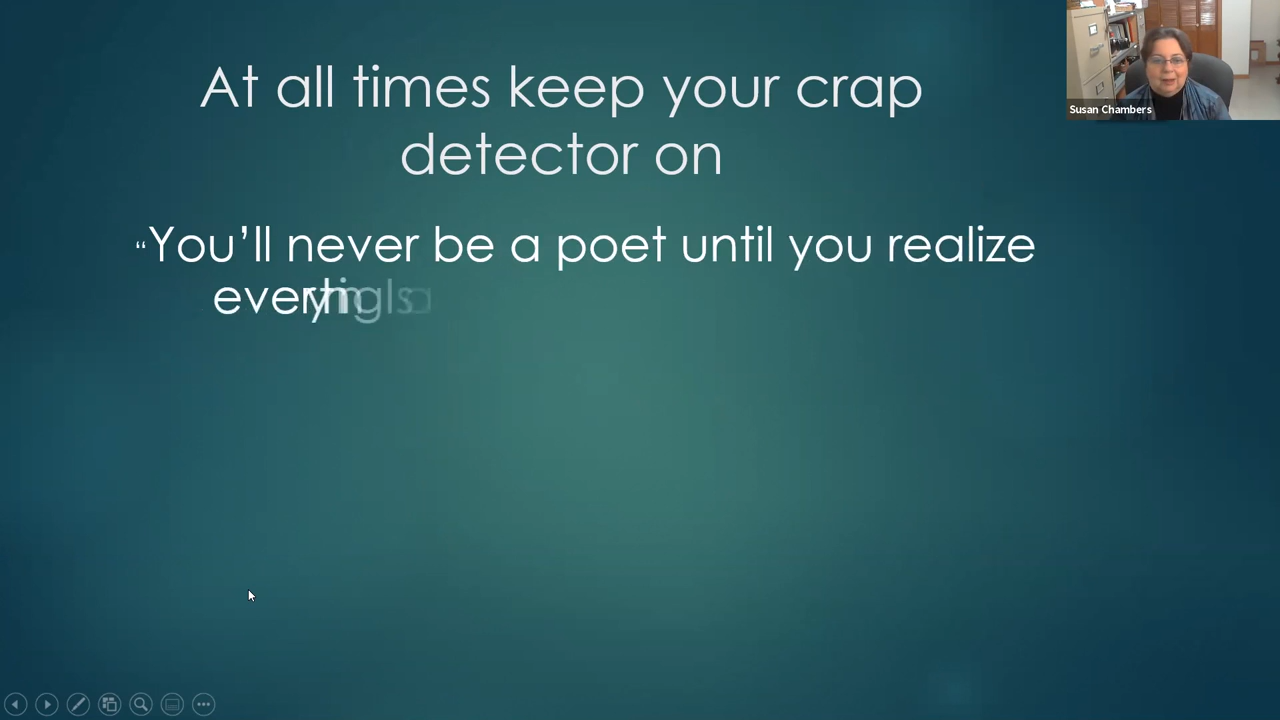 At all times keep your crap
detector on
“You’ll never be a poet until you realize
Susan Chambers